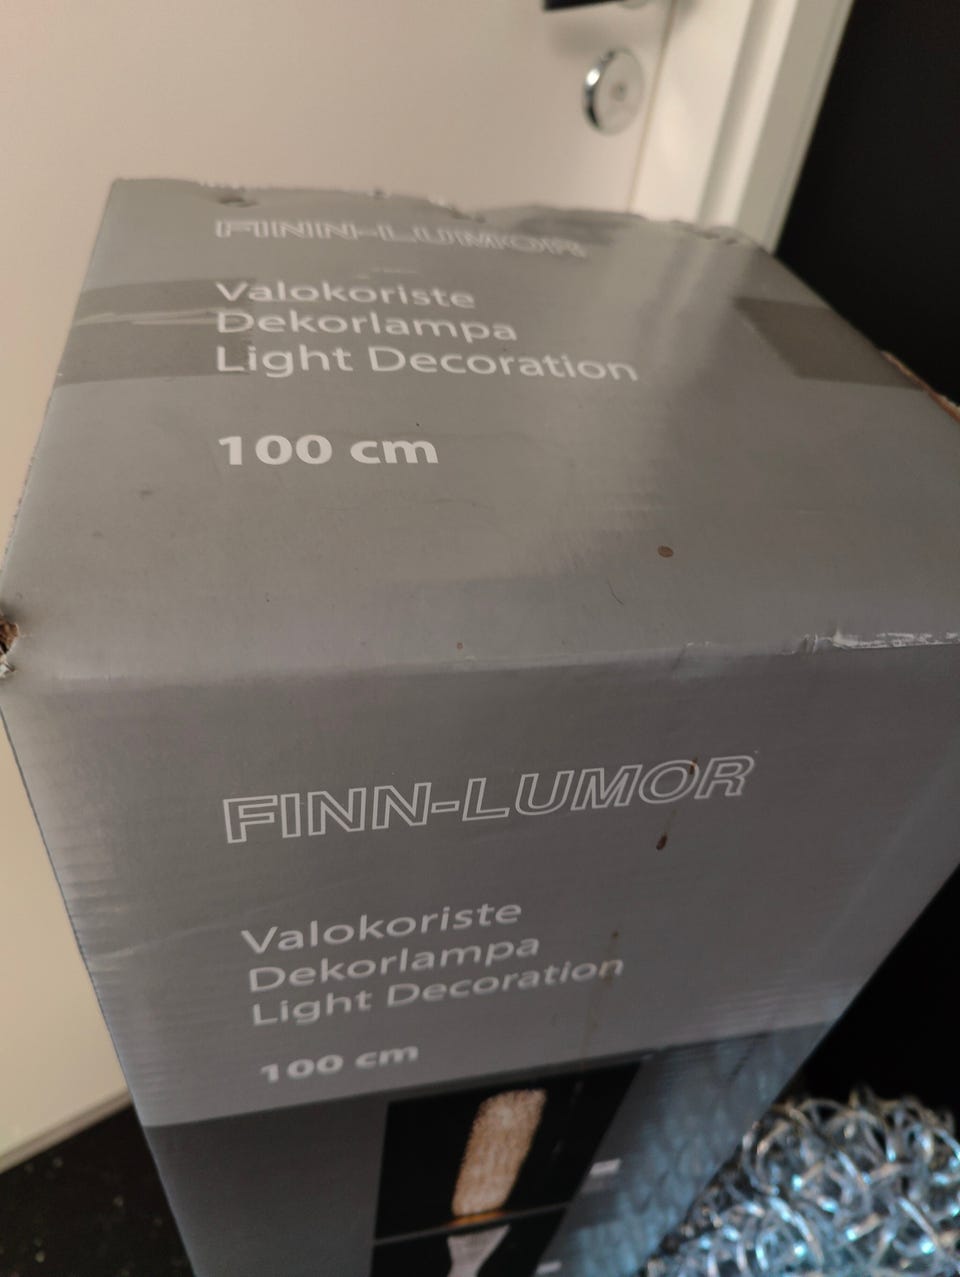 FINN-LUMOR
Valokoriste
Dekorlampa
Light Decoration
100 cm
FINN-LUMOR
Valokoriste
Dekorlampa
Light Decoration
100 cm